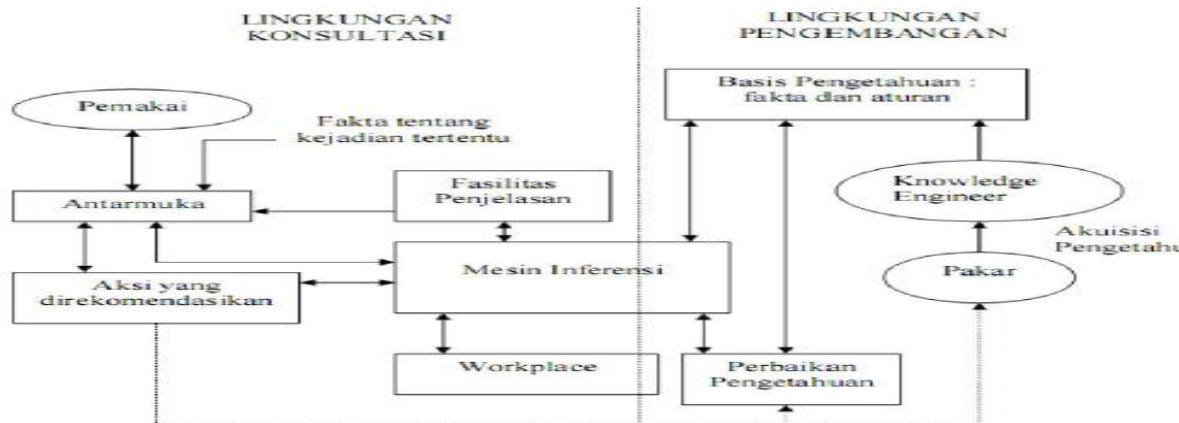 LINGKUNGAN
KONSULTASI
LINGKUNGAN
PENGEMBANGAN
Pemakai
Fakta tentang
kejadian tertentu
Basis Pengetahuan :
fakta dan aturan
Antarmuka
Fasilitas
Penjelasan
Knowledge
Engineer
Akuisisi
Pengetahu
Aksi yang
direkomendasikan
Mesin Inferensi
Pakar
Workplace
Perbaikan
Pengetahuan